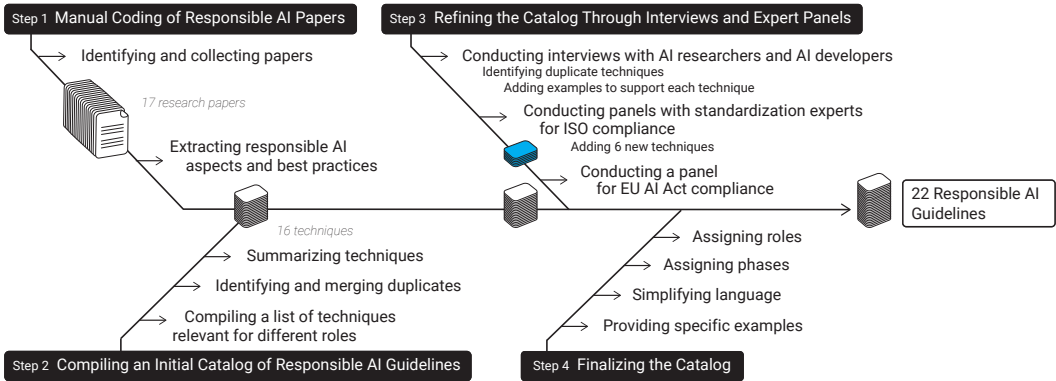 Step 1 Manual Coding of Responsible AI Papers
Identifying and collecting papers
17 research papers
Extracting responsible AI
aspects and best practices
16 techniques
Summarizing techniques
Identifying and merging duplicates
Compiling a list of techniques
relevant for different roles
Step 2 Compiling an Initial Catalog of Responsible AI Guidelines
Step 3 Refining the Catalog Through Interviews and Expert Panels
Conducting interviews with AI researchers and AI developers
Identifying duplicate techniques
Adding examples to support each technique
Conducting panels with standardization experts
for ISO compliance
Adding 6 new techniques
Conducting a panel
for EU AI Act compliance
Assigning roles
Assigning phases
Simplifying language
Providing specific examples
Step 4 Finalizing the Catalog
22 Responsible AI
Guidelines